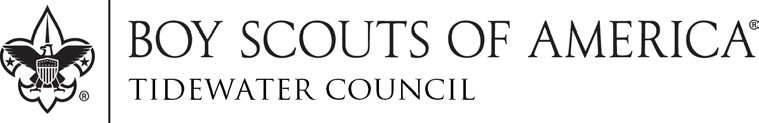 BOY SCOUTS OF AMERICA®
TIDEWATER COUNCIL
®